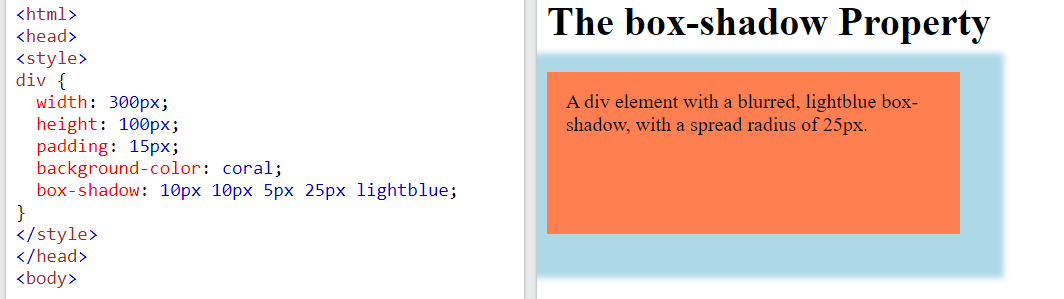 <html>
<head>
<style>
div {
  width: 300px;
  height: 100px;
  padding: 15px;
  background-color: coral;
  box-shadow: 10px 10px 5px 25px lightblue;
}
</style>
</head>
<body>
The box-shadow Property
A div element with a blurred, lightblue box-
shadow, with a spread radius of 25px.